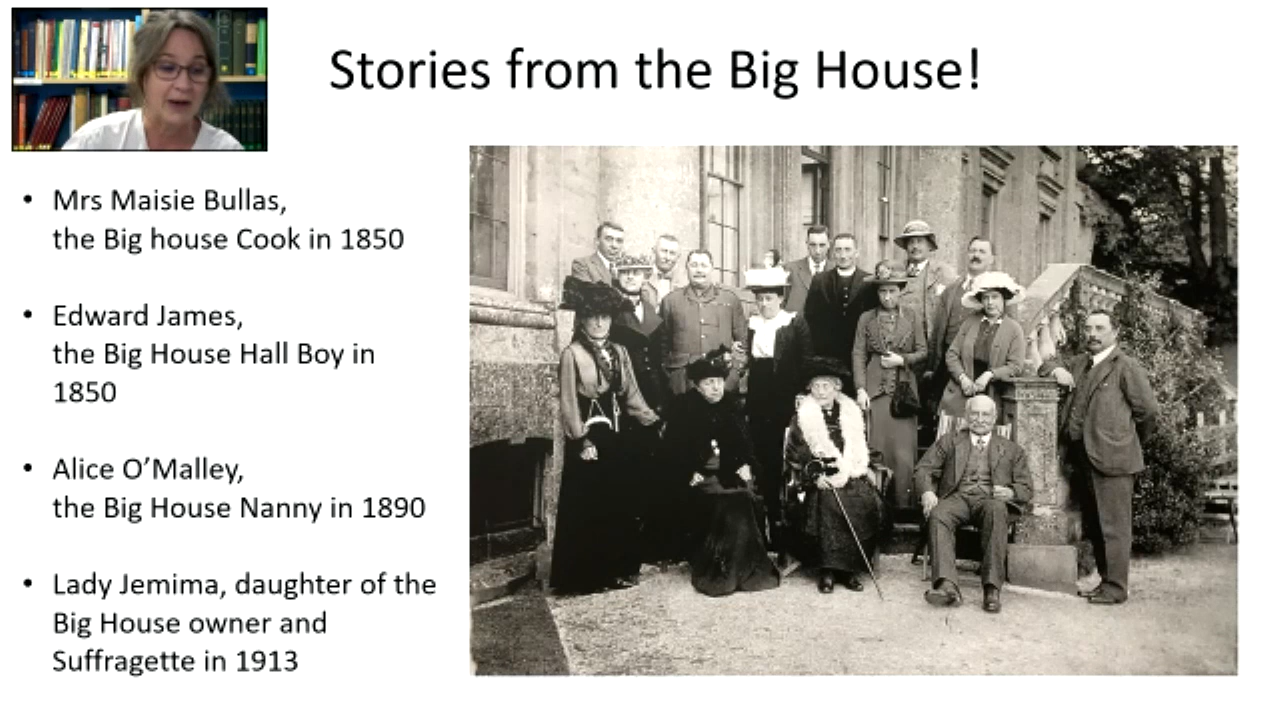 Stories from the Big House!
• Mrs Maisie Bullas,
the Big house Cook in 1850
• Edward James,
the Big House Hall Boy in
1850
• Alice O’Malley,
the Big House Nanny in 1890
• Lady Jemima, daughter of the
Big House owner and
Suffragette in 1913